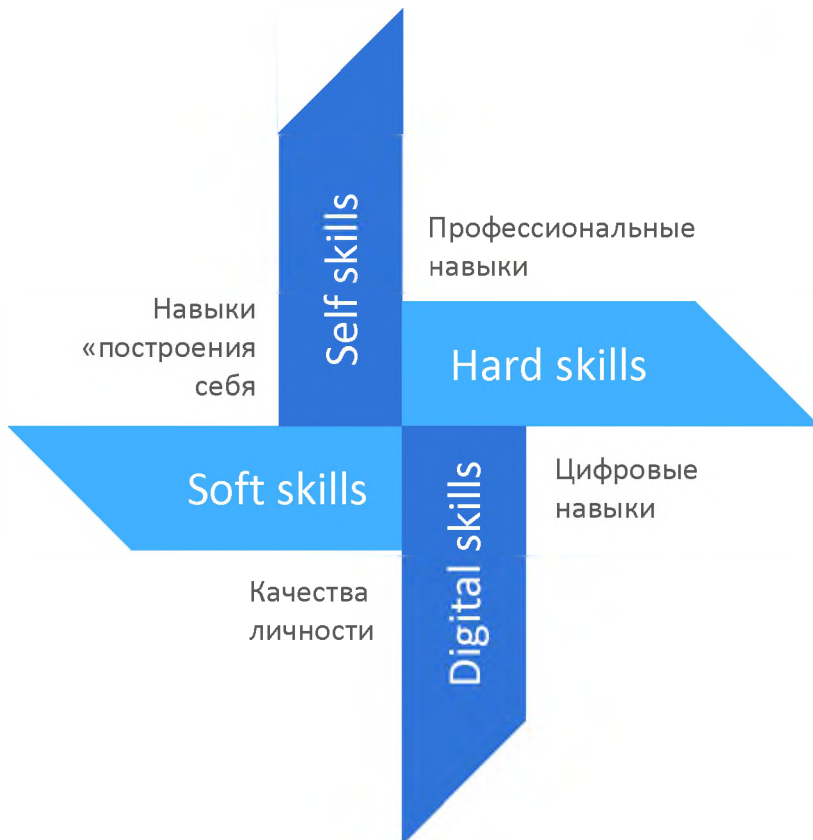 Self skills
Профессиональные
навыки
Навыки
«построения
себя
Hard skills
Soft skills
Цифровые
навыки
Digital skills
Качества
личности